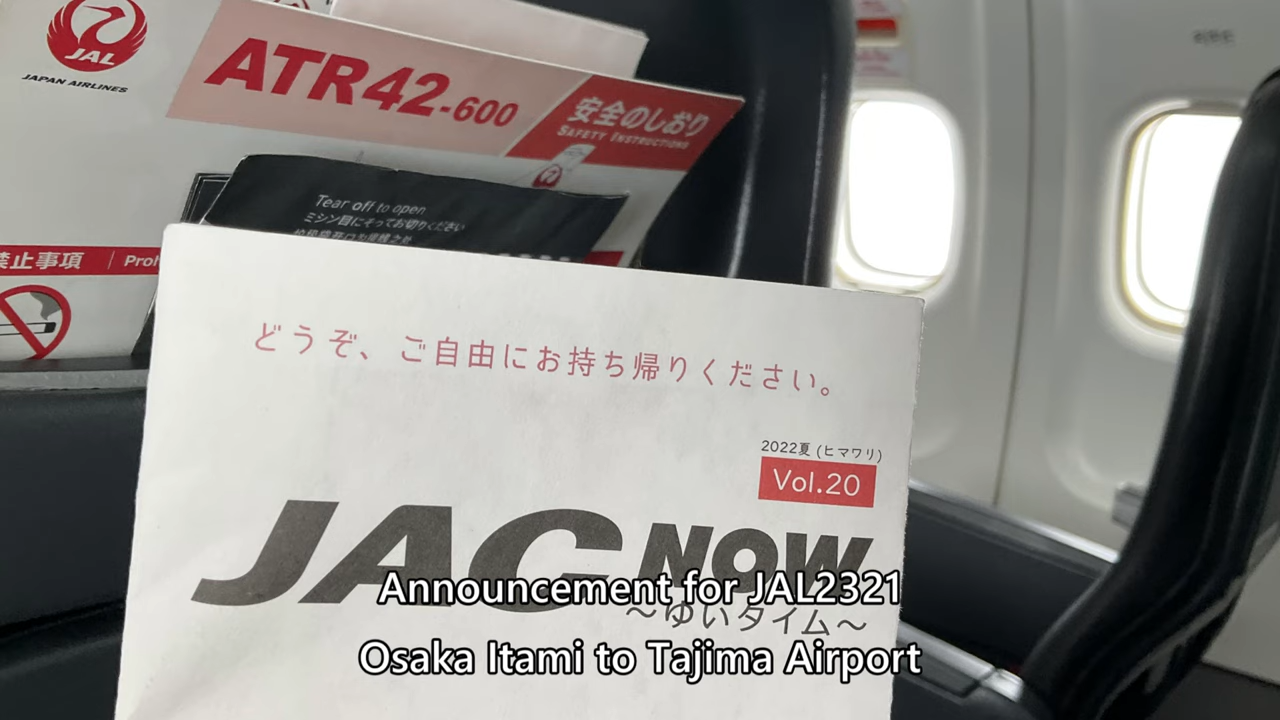 JAL
JAPAN AIRLINES
ATR42-600
安全のしおり
SAFETY INSTRUCTIONS
Tear off to open
ミシン目にそってお切りください
禁止事項 | Proh
どうぞ、ご自由にお持ち帰りください。
2022夏 (ヒマワリ)
Vol.20
JAC NOW
～ゆいタイム～
Announcement for JAL2321
Osaka Itami to Tajima Airport